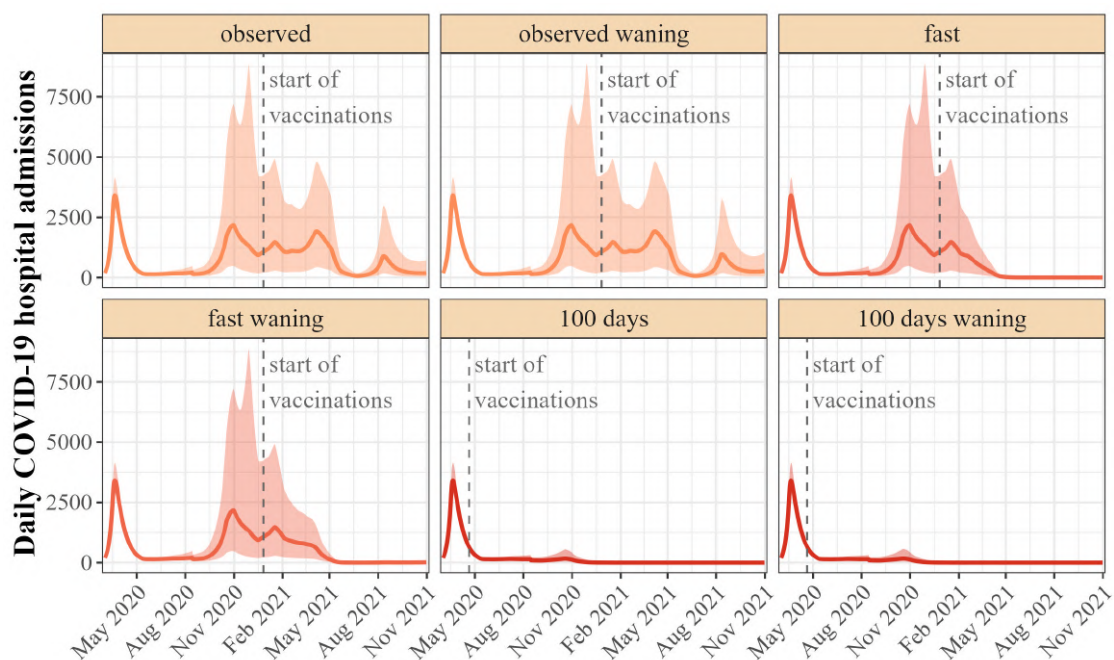 Daily COVID-19 hospital admissions
observed
observed waning
fast
start of
vaccinations
start of
vaccinations
start of
vaccinations
7500
5000
2500
0
fast waning
100 days
100 days waning
start of
vaccinations
start of
vaccinations
start of
vaccinations
7500
5000
2500
0
May 2020
Aug 2020
Nov 2020
Feb 2021
May 2021
Aug 2021
Nov 2021
May 2020
Aug 2020
Nov 2020
Feb 2021
May 2021
Aug 2021
Nov 2021
May 2020
Aug 2020
Nov 2020
Feb 2021
May 2021
Aug 2021
Nov 2021